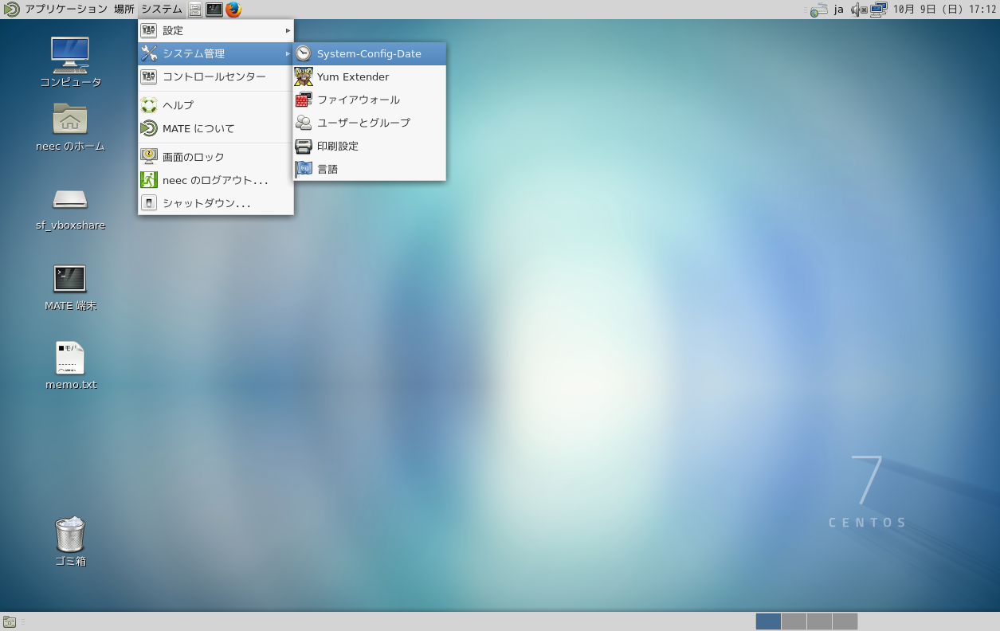 アプリケーション 場所 システム ja 10月 9日 (日) 17:12
設定
システム管理
コントロールセンター
ヘルプ
MATE について
画面のロック
neec のログアウト...
シャットダウン...
System-Config-Date
Yum Extender
ファイアウォール
ユーザーとグループ
印刷設定
言語
コンピュータ
neec のホーム
sf_vboxshare
MATE 端末
■モバ
memo.txt
ゴミ箱
7
CENTOS